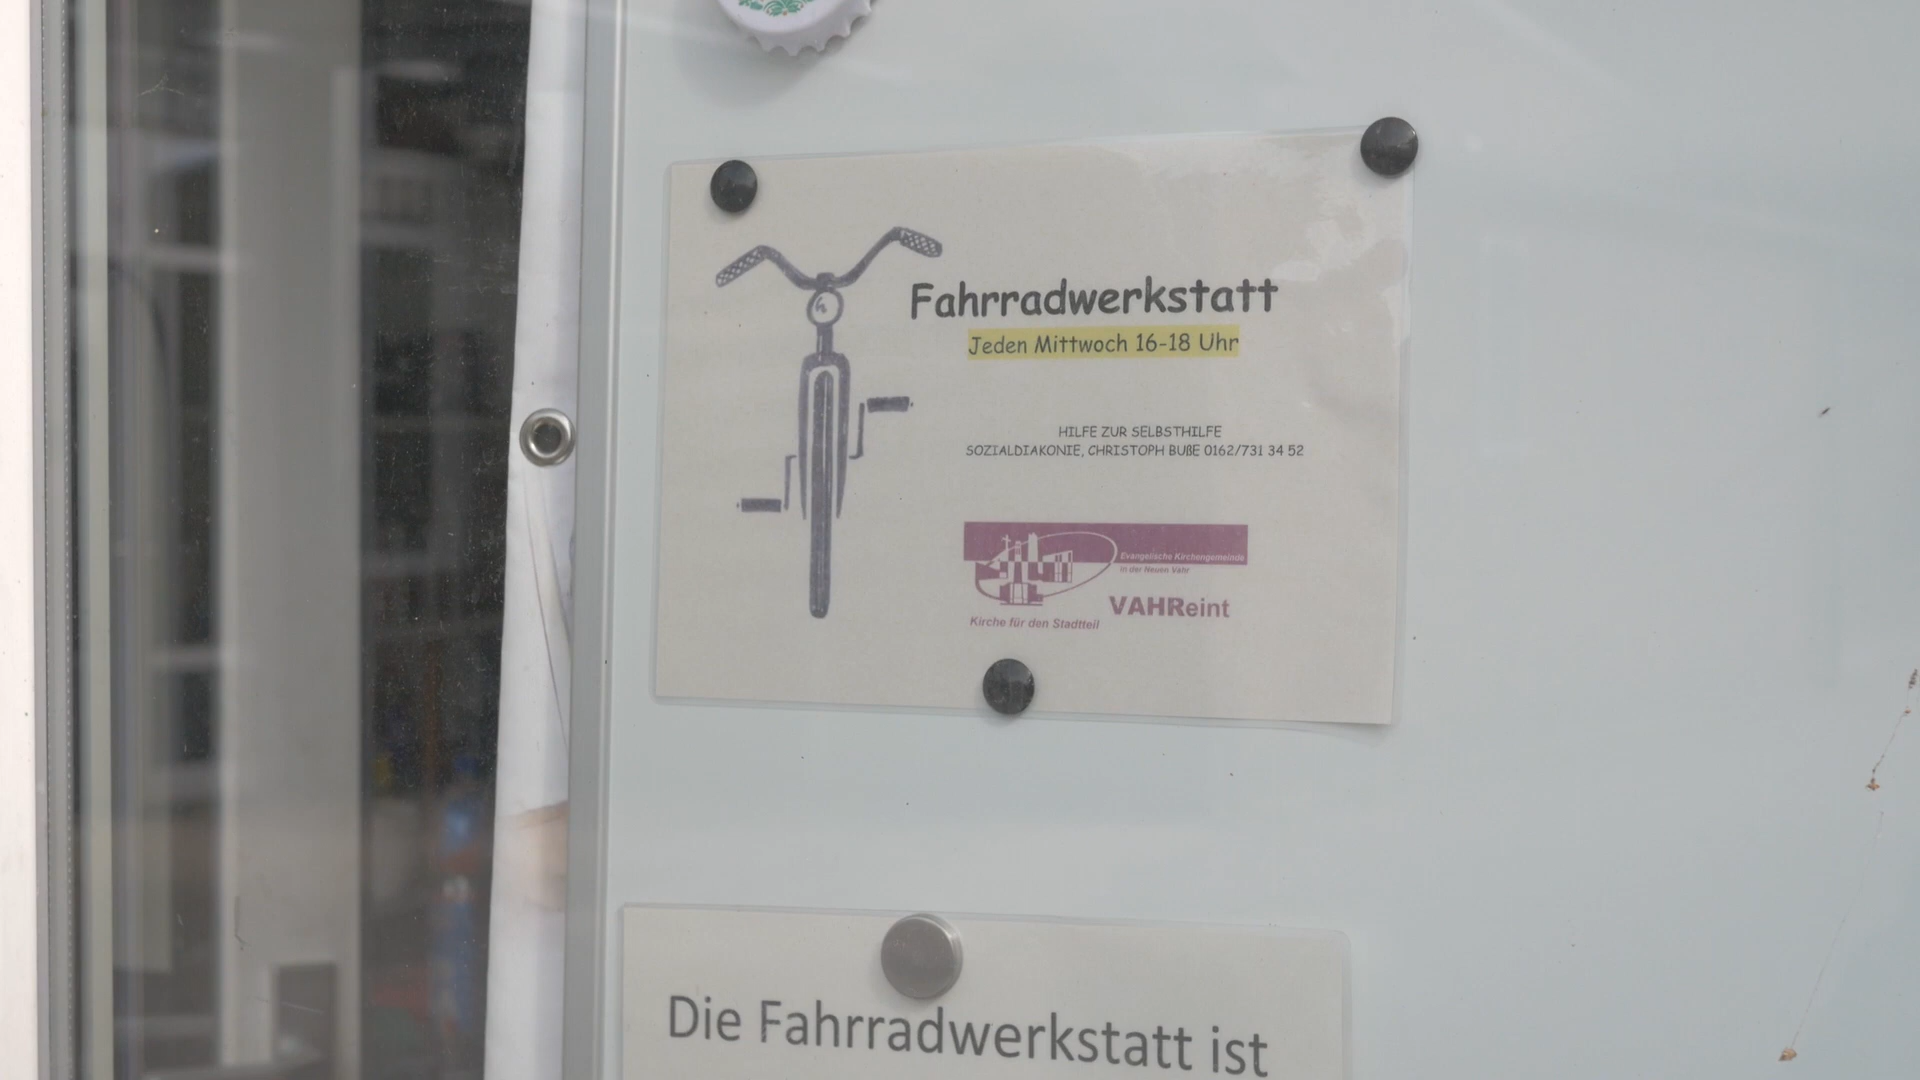 Fahrradwerkstatt
Jeden Mittwoch 16-18 Uhr
HILFE ZUR SELBSTHILFE
SOZIALDIAKONIE, CHRISTOPH BUßE 0162/731 34 52
Evangelische Kirchengemeinde
in der Neuen Vahr
VAHReint
Kirche für den Stadtteil
Die Fahrradwerkstatt ist